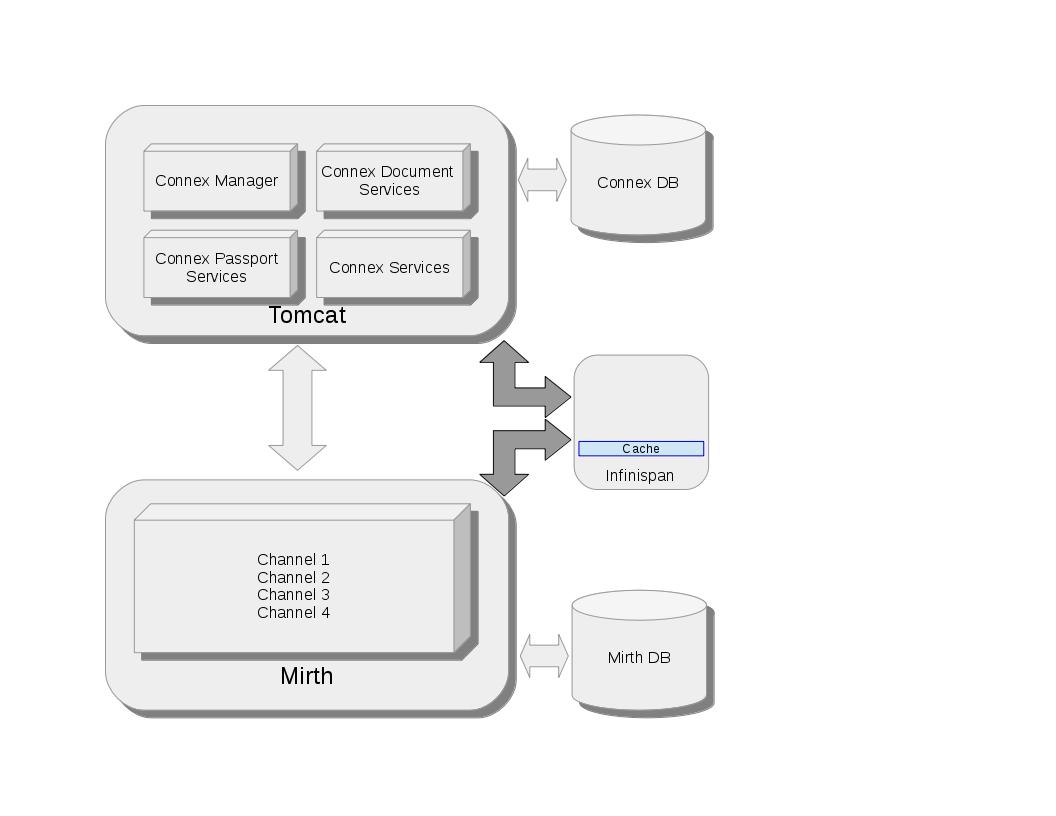 Connex Manager
Connex Document
Services
Connex DB
Connex Passport
Services
Connex Services
Tomcat
Cache
Infinispan
Channel 1
Channel 2
Channel 3
Channel 4
Mirth DB
Mirth